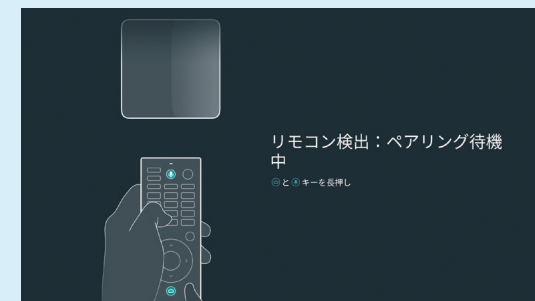 リモコン検出：ペアリング待機
中
と キーを長押し